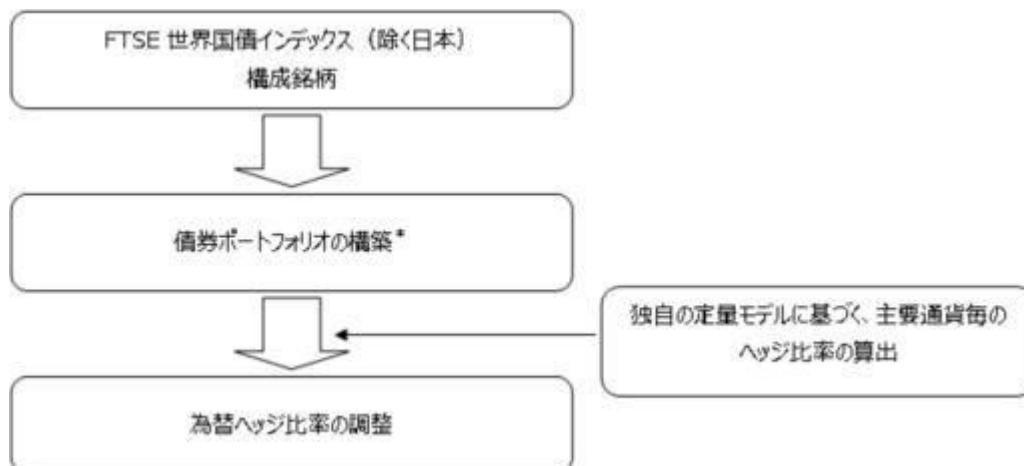 FTSE 世界国債インデックス（除く日本）
構成銘柄
債券ポートフォリオの構築*
独自の定量モデルに基づく、主要通貨毎の
ヘッジ比率の算出
為替ヘッジ比率の調整